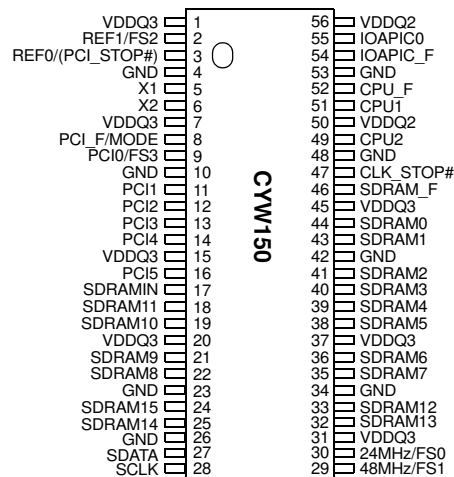 VDDQ3 1 56 VDDQ2
REF1/FS2 2 55 IOAPIC0
REF0/(PCI_STOP#) 3 54 IOAPIC_F
GND 4 53 GND
X1 5 52 CPU_F
X2 6 51 CPU1
VDDQ3 7 50 VDDQ2
PCI_F/MODE 8 49 CPU2
PCI0/FS3 9 48 GND
GND 10 47 CLK_STOP#
PCI1 11 46 SDRAM_F
PCI2 12 45 VDDQ3
PCI3 13 44 SDRAM0
PCI4 14 43 SDRAM1
VDDQ3 15 42 GND
PCI5 16 41 SDRAM2
SDRAMIN 17 40 SDRAM3
SDRAM11 18 39 SDRAM4
SDRAM10 19 38 SDRAM5
VDDQ3 20 37 VDDQ3
SDRAM9 21 36 SDRAM6
SDRAM8 22 35 SDRAM7
GND 23 34 GND
SDRAM15 24 33 SDRAM12
SDRAM14 25 32 SDRAM13
GND 26 31 VDDQ3
SDATA 27 30 24MHz/FS0
SCLK 28 29 48MHz/FS1
CYW150